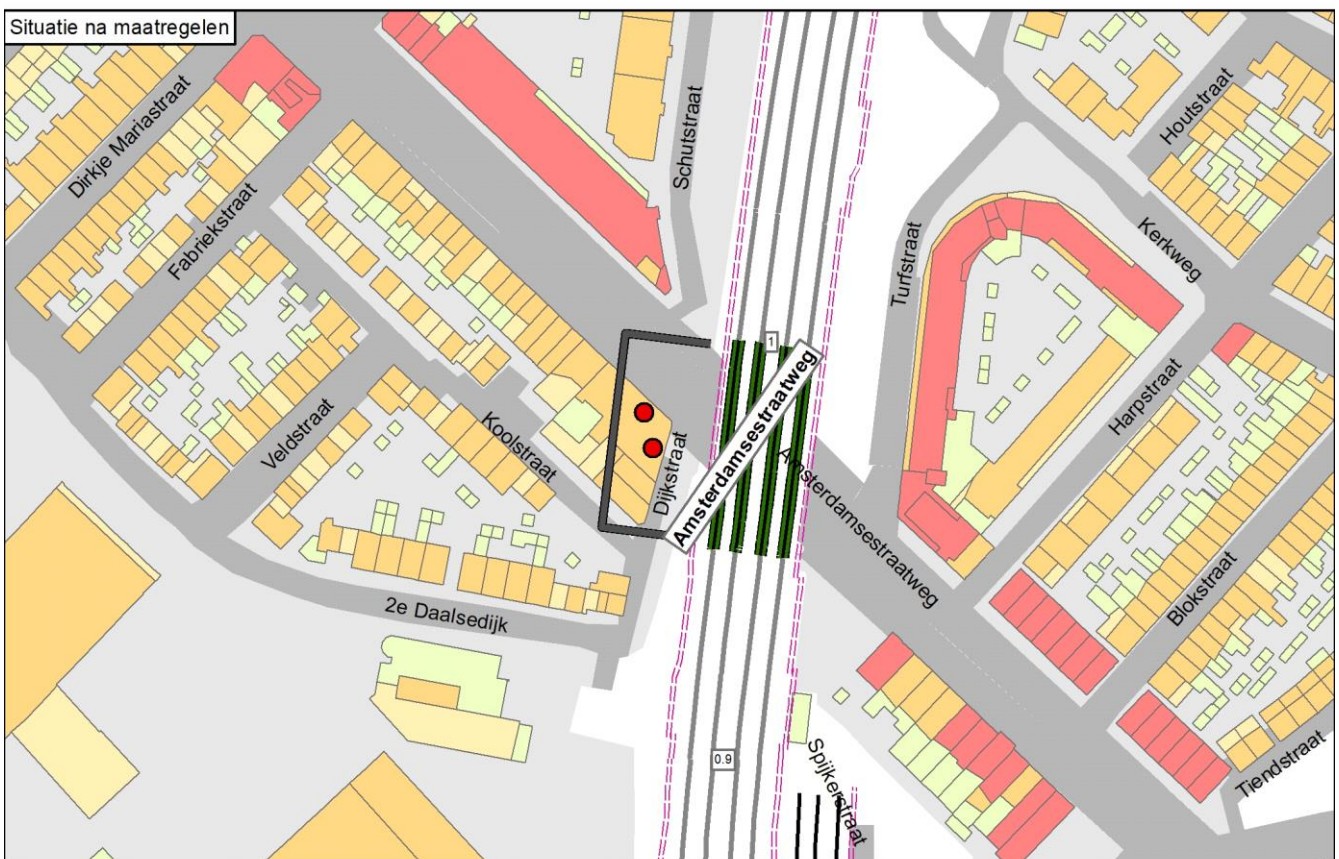 Situatie na maatregelen
Dirkje Mariastraat
Fabriekstraat
Schutstraat
Houtstraat
Kerkweg
Turfstraat
1
Amsterdamsestraatweg
Harpstraat
Veldstraat
Koolstraat
Dijkstraat
Amsterdamsestraatweg
Blokstraat
2e Daalsedijk
0.9
Spijkerstraat
Tiendstraat